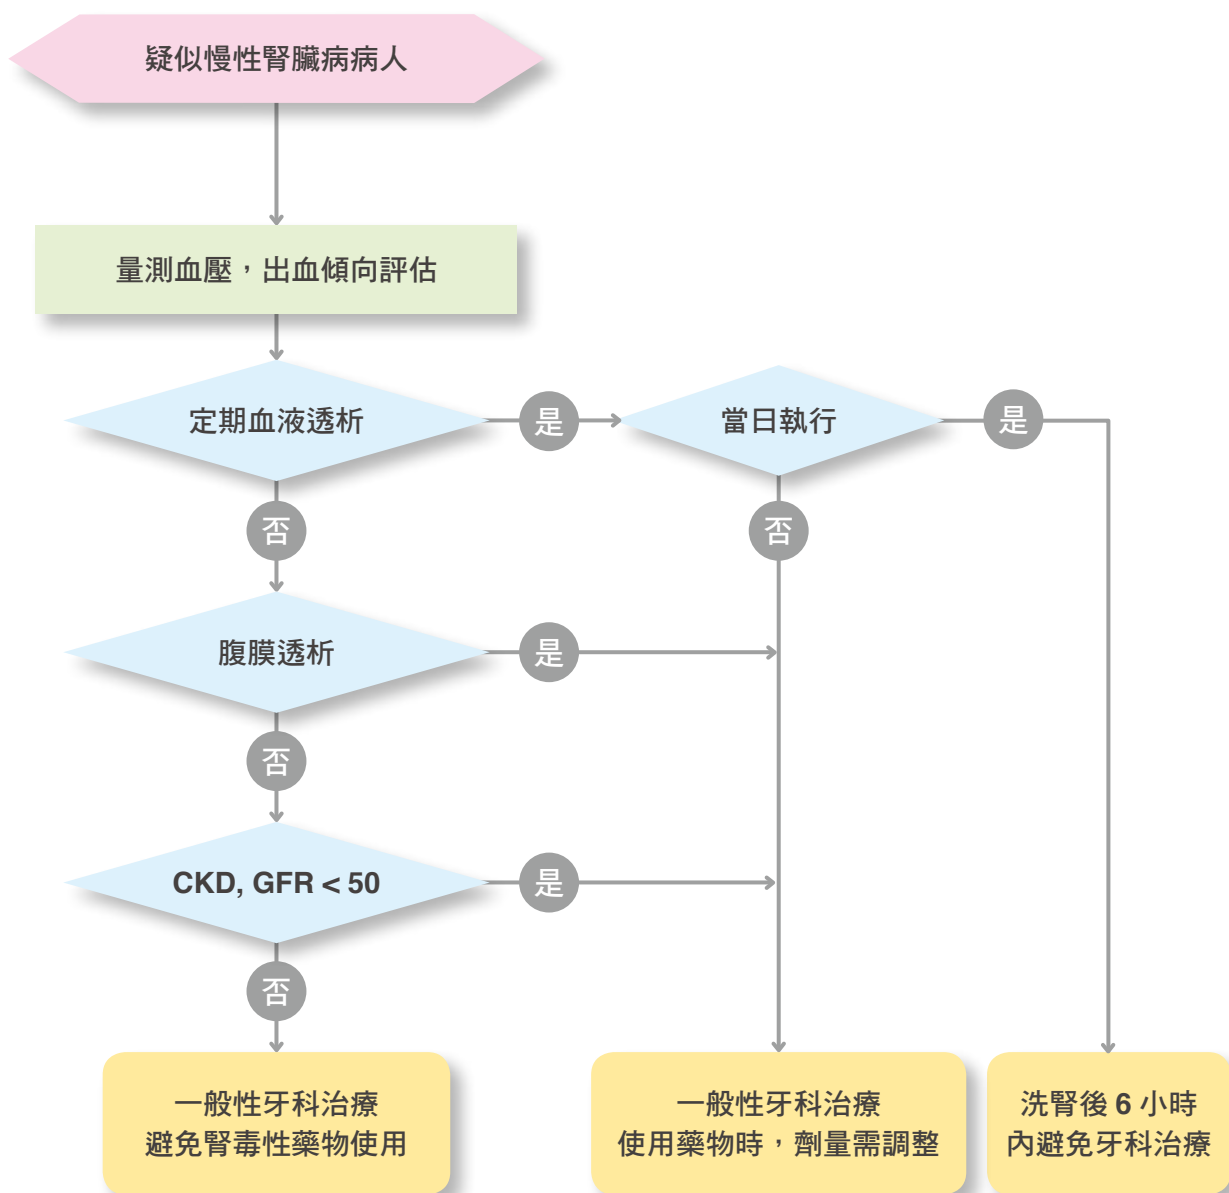 疑似慢性腎臟病病人
量測血壓，出血傾向評估
定期血液透析
是
當日執行
是
否
否
腹膜透析
是
否
CKD, GFR < 50
是
否
一般性牙科治療
避免腎毒性藥物使用
一般性牙科治療
使用藥物時，劑量需調整
洗腎後 6 小時
內避免牙科治療